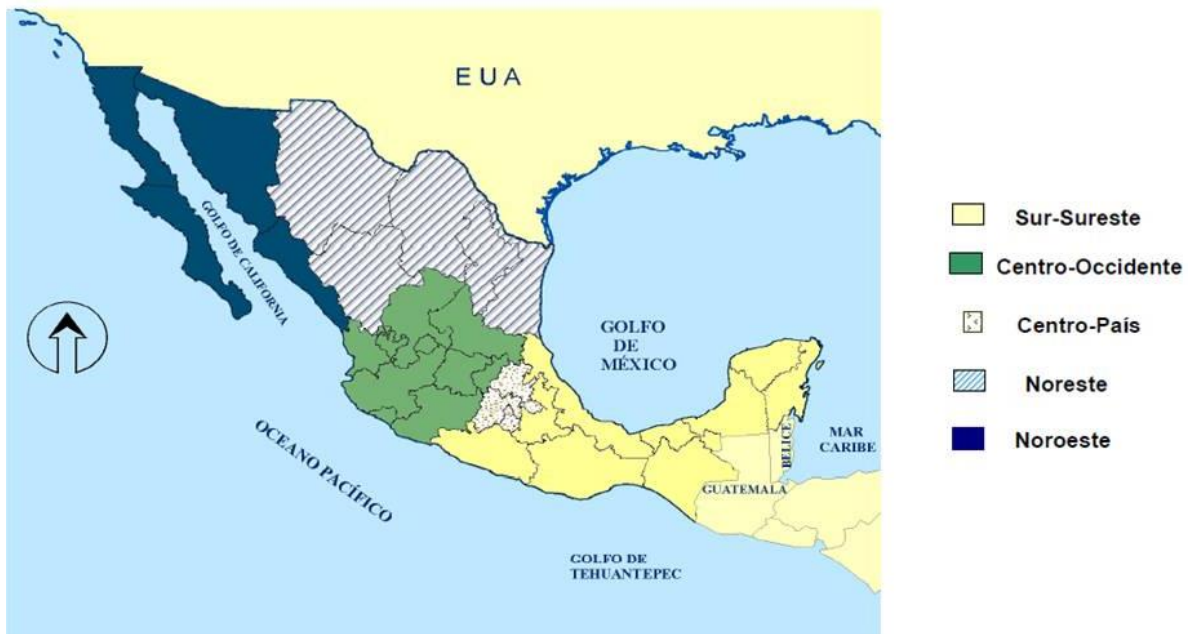 EUA
GOLFO DE CALIFORNIA
GOLFO
DE
MÉXICO
OCEANO PACÍFICO
MAR
CARIBE
BELICE
GUATEMALA
GOLFO DE
TEHUANTEPEC
Sur-Sureste
Centro-Occidente
Centro-País
Noreste
Noroeste